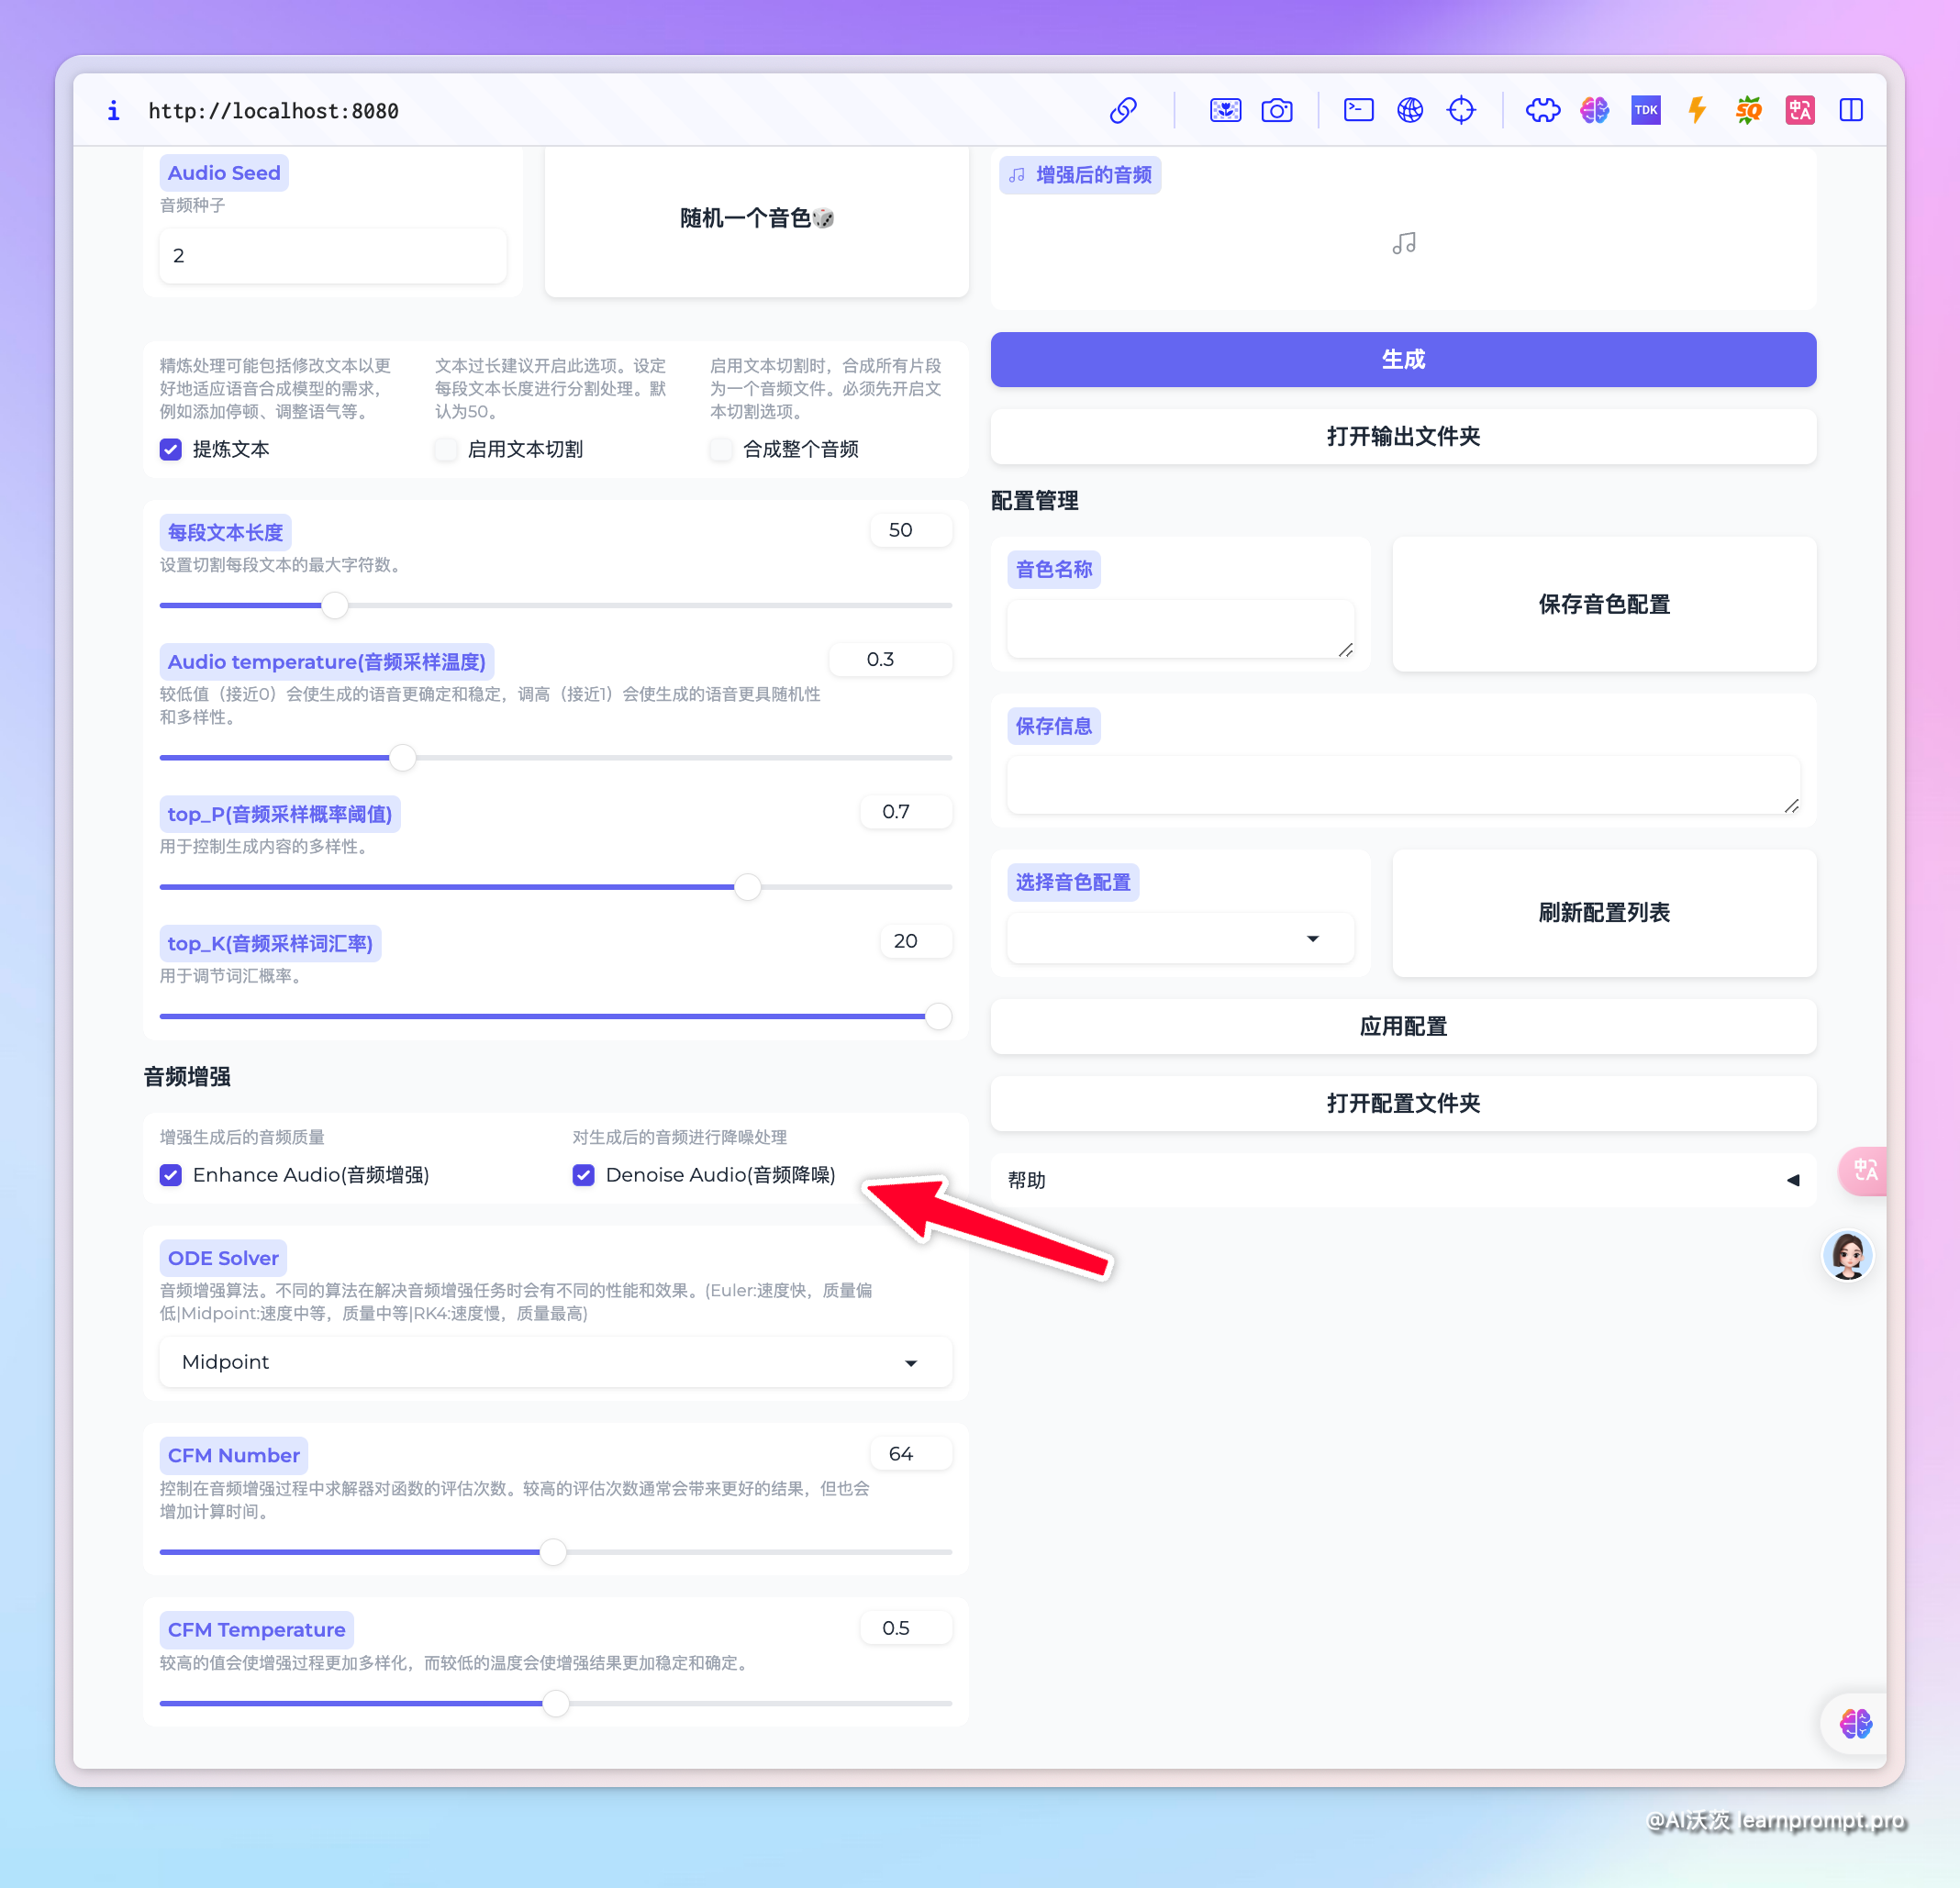 i http://localhost:8080
TDK
SQ
中A
Audio Seed
音频种子
2
随机一个音色🎲
精炼处理可能包括修改文本以更
好地适应语音合成模型的需求，
例如添加停顿、调整语气等。
提炼文本
文本过长建议开启此选项。设定
每段文本长度进行分割处理。默
认为50。
启用文本切割
启用文本切割时，合成所有片段
为一个音频文件。必须先开启文
本切割选项。
合成整个音频
每段文本长度
50
设置切割每段文本的最大字符数。
Audio temperature(音频采样温度)
0.3
较低值（接近0）会使生成的语音更确定和稳定，调高（接近1）会使生成的语音更具随机性
和多样性。
top_P(音频采样概率阈值)
0.7
用于控制生成内容的多样性。
top_K(音频采样词汇率)
20
用于调节词汇概率。
音频增强
增强生成后的音频质量
Enhance Audio(音频增强)
对生成后的音频进行降噪处理
Denoise Audio(音频降噪)
ODE Solver
音频增强算法。不同的算法在解决音频增强任务时会有不同的性能和效果。(Euler:速度快，质量偏
低|Midpoint:速度中等，质量中等|RK4:速度慢，质量最高)
Midpoint
CFM Number
64
控制在音频增强过程中求解器对函数的评估次数。较高的评估次数通常会带来更好的结果，但也会
增加计算时间。
CFM Temperature
0.5
较高的值会使增强过程更加多样化，而较低的温度会使增强结果更加稳定和确定。
增强后的音频
生成
打开输出文件夹
配置管理
音色名称
保存音色配置
保存信息
选择音色配置
刷新配置列表
应用配置
打开配置文件夹
帮助
中A
@AI沃茨 learnprompt.pro